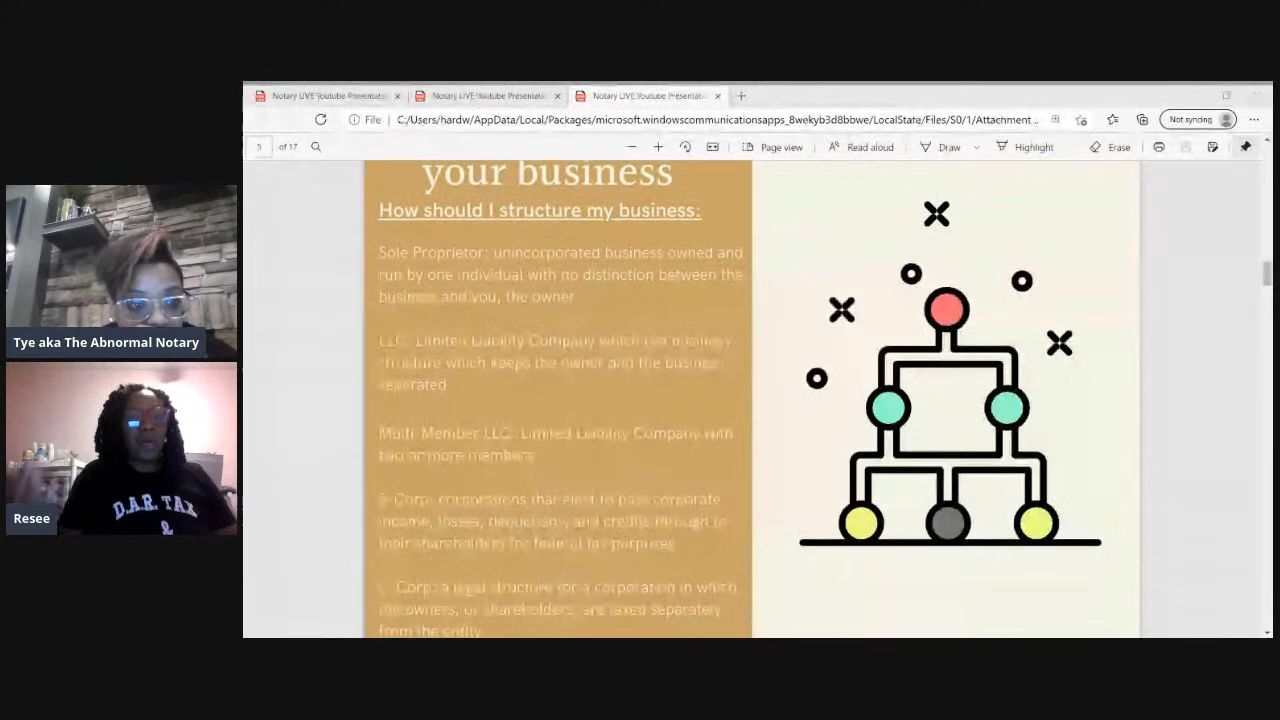 Notary LIVE Youtube Presentati
Notary LIVE Youtube Presentati
Notary LIVE Youtube Presentati
File
C:/Users/hardw/AppData/Local/Packages/microsoft.windowscommunicationsapps_8wekyb3d8bbwe/LocalState/Files/S0/1/Attachment...
Not syncing
5 of 17
Page view
Read aloud
Draw
Highlight
Erase
your business
How should I structure my business:
Sole Proprietor: unincorporated business owned and
run by one individual with no distinction between the
business and you, the owner
LLC: Limited Liability Company which is a business
structure which keeps the owner and the business
seperated
Multi-Member LLC: Limited Liability Company with
two or more members
S Corp: corporations that elect to pass corporate
income, losses, deductions, and credits through to
their shareholders for federal tax purposes
Corp: a legal structure for a corporation in which
owners, or shareholders, are taxed separately
from the entity
Tye aka The Abnormal Notary
D.A.R. TAX
&
Resee